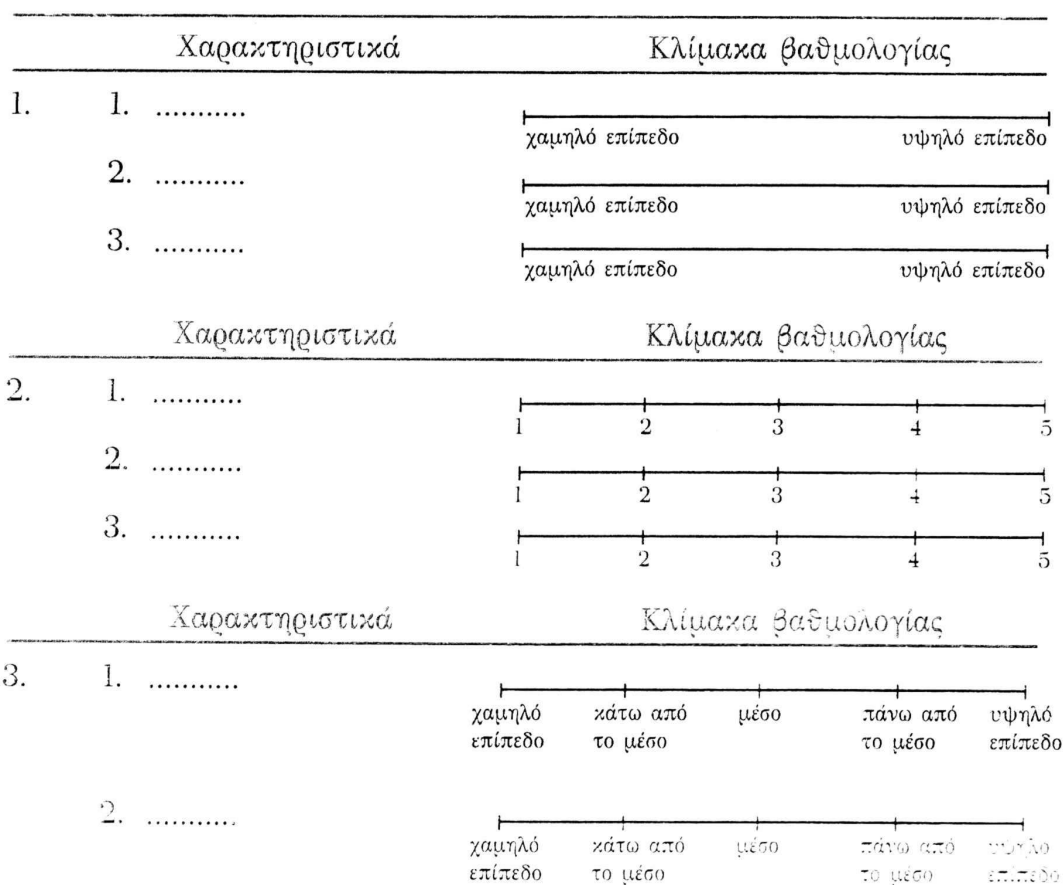 Χαρακτηριστικά Κλίμακα βαθμολογίας
1. 1. ...........
χαμηλό επίπεδο υψηλό επίπεδο
2. ...........
χαμηλό επίπεδο υψηλό επίπεδο
3. ...........
χαμηλό επίπεδο υψηλό επίπεδο
Χαρακτηριστικά Κλίμακα βαθμολογίας
2. 1. ...........
1 2 3 4 5
2. ...........
1 2 3 4 5
3. ...........
1 2 3 4 5
Χαρακτηριστικά Κλίμακα βαθμολογίας
3. 1. ...........
χαμηλό κάτω από μέσο πάνω από υψηλό
επίπεδο το μέσο το μέσο επίπεδο
2. ...........
χαμηλό κάτω από μέσο πάνω από υψηλό
επίπεδο το μέσο το μέσο επίπεδο